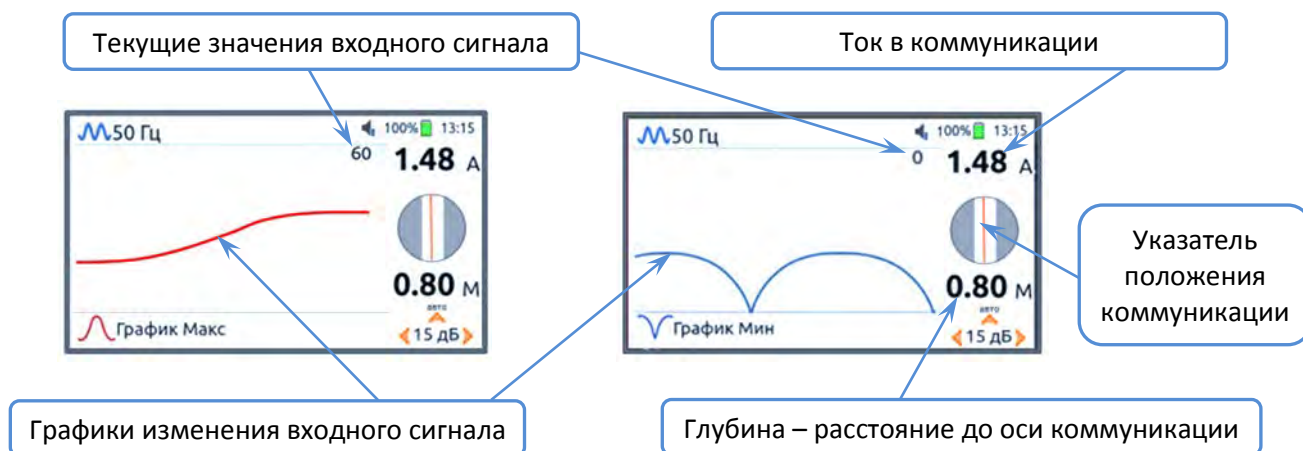 Текущие значения входного сигнала
Ток в коммуникации
50 Гц
100% 13:15
60 1.48 А
0.80 м
авто
График Макс
15 дБ
50 Гц
100% 13:15
0 1.48 А
0.80 м
авто
График Мин
15 дБ
Указатель
положения
коммуникации
Графики изменения входного сигнала
Глубина – расстояние до оси коммуникации